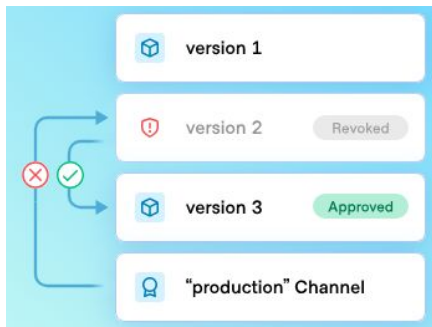 version 1
version 2 Revoked
version 3 Approved
“production” Channel